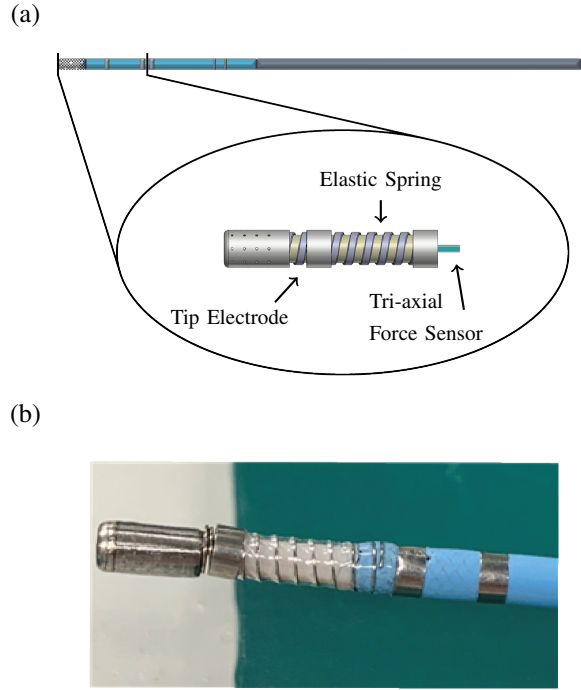 (a)
Elastic Spring
Tip Electrode
Tri-axial
Force Sensor
(b)